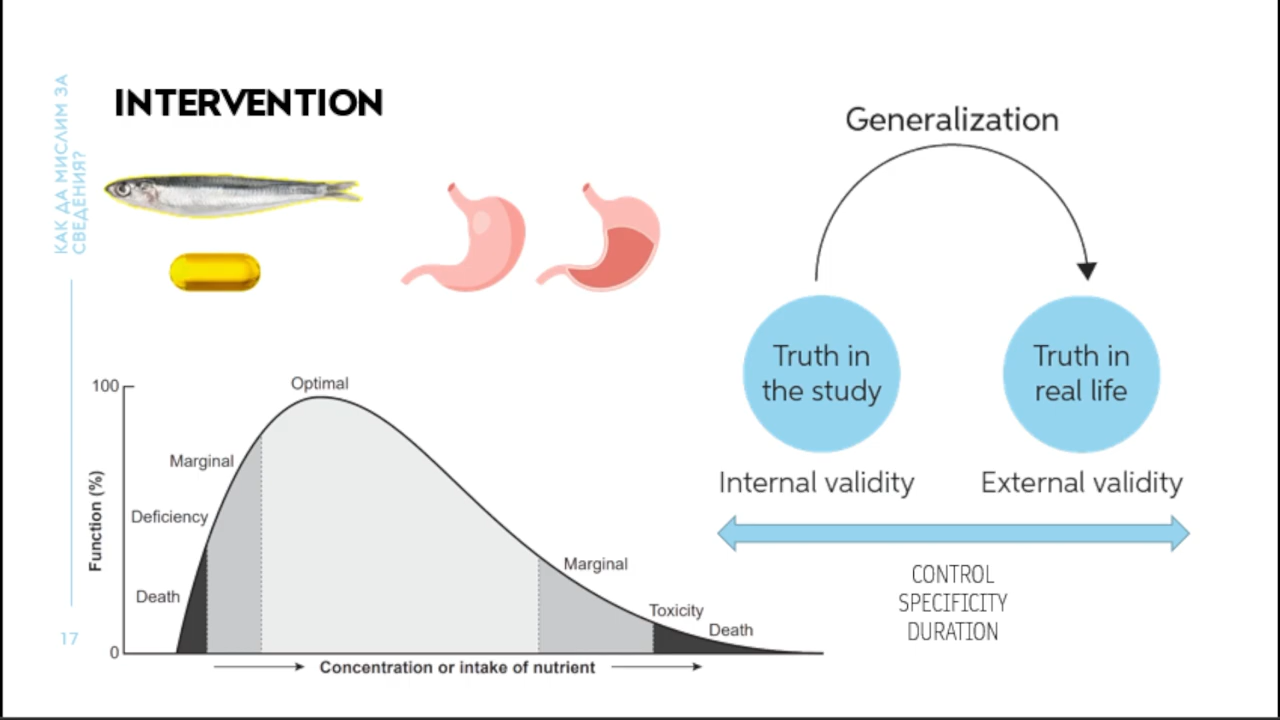 КАК ДА МИСЛИМ ЗА
СВЕДЕНИЯ?
17
INTERVENTION
100
Optimal
Marginal
Deficiency
Death
Marginal
Toxicity
Death
0
Function (%)
Concentration or intake of nutrient
Generalization
Truth in
the study
Truth in
real life
Internal validity
External validity
CONTROL
SPECIFICITY
DURATION